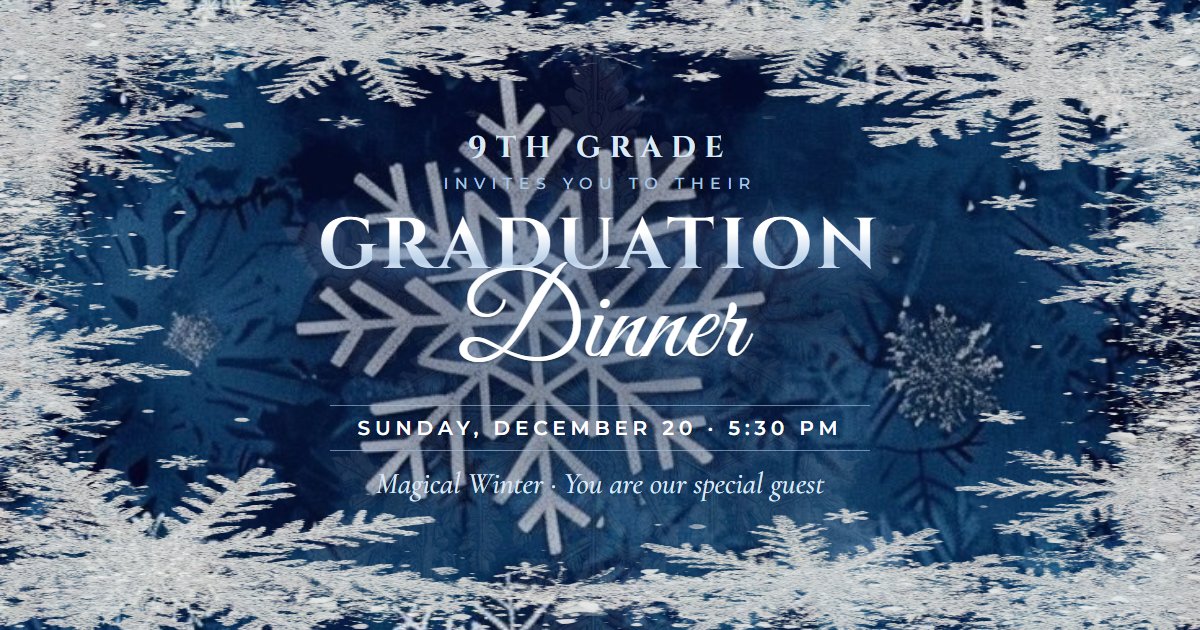 9TH GRADE
INVITES YOU TO THEIR
GRADUATION
Dinner
SUNDAY, DECEMBER 20 · 5:30 PM
Magical Winter · You are our special guest